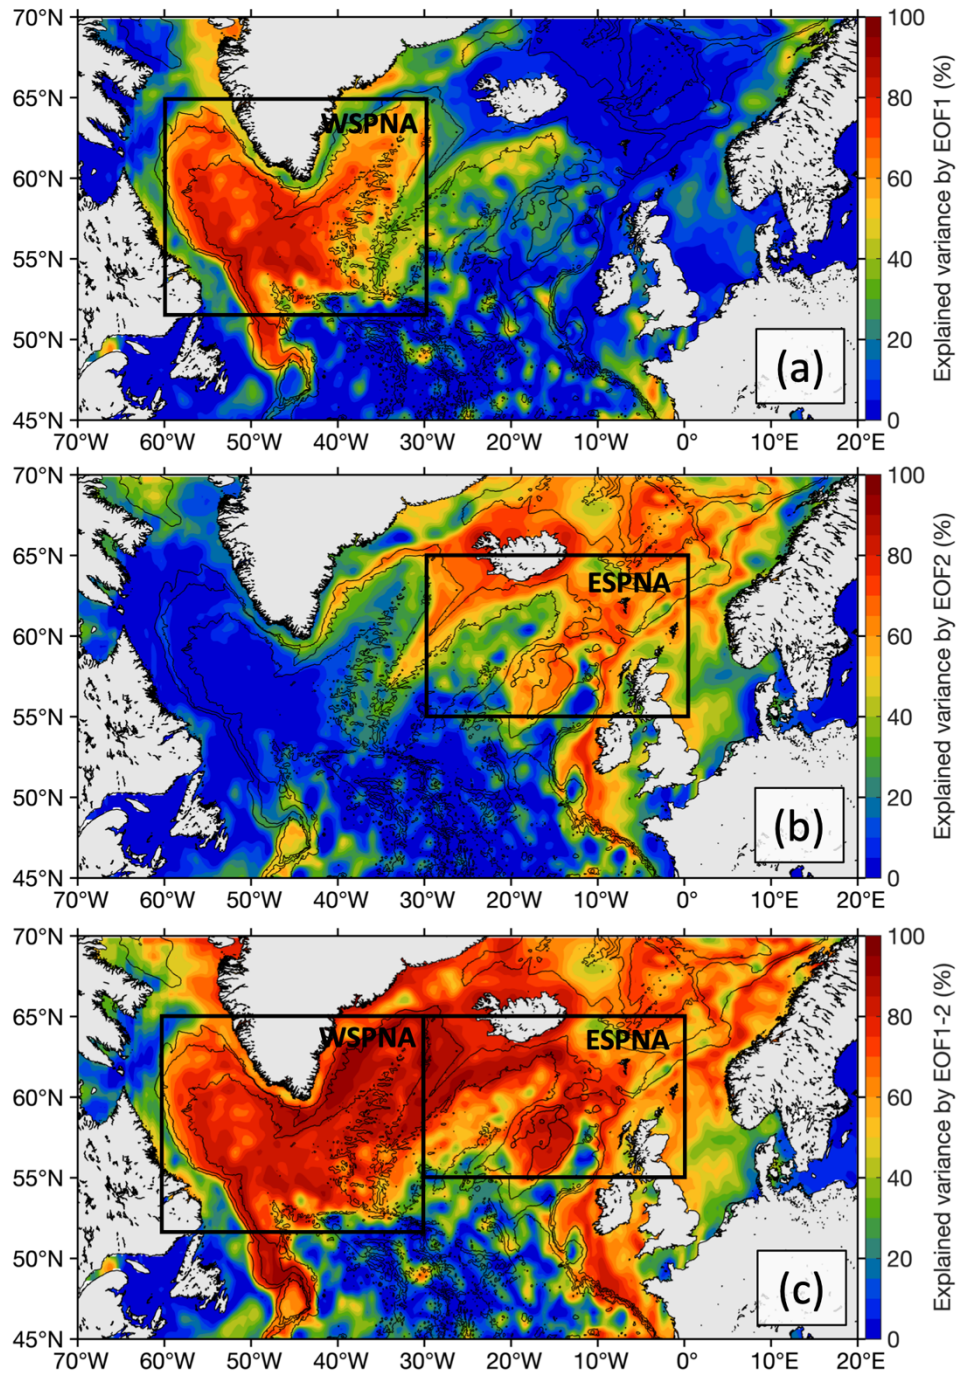 70°N
65°N
60°N
55°N
50°N
45°N
70°W 60°W 50°W 40°W 30°W 20°W 10°W 0° 10°E 20°E
WSPNA
(a)
100
80
60
40
20
0
Explained variance by EOF1 (%)
70°N
65°N
60°N
55°N
50°N
45°N
70°W 60°W 50°W 40°W 30°W 20°W 10°W 0° 10°E 20°E
ESPNA
(b)
100
80
60
40
20
0
Explained variance by EOF2 (%)
70°N
65°N
60°N
55°N
50°N
45°N
70°W 60°W 50°W 40°W 30°W 20°W 10°W 0° 10°E 20°E
WSPNA
ESPNA
(c)
100
80
60
40
20
0
Explained variance by EOF1-2 (%)